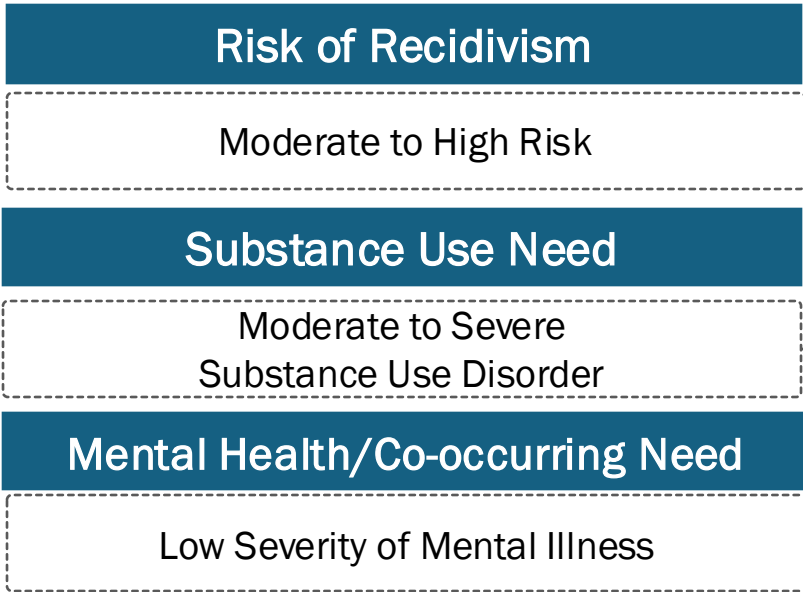 Risk of Recidivism
Moderate to High Risk
Substance Use Need
Moderate to Severe
Substance Use Disorder
Mental Health/Co-occurring Need
Low Severity of Mental Illness